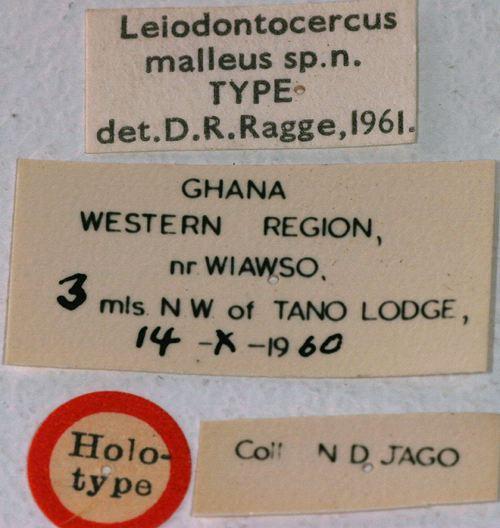 Leiodontocercus
malleus sp.n.
TYPE
det.D.R.Ragge,1961.
GHANA
WESTERN REGION,
nr WIAWSO.
3 mls N W. of TANO LODGE,
14 -X -1960
Holo-
type
Coll N D. JAGO